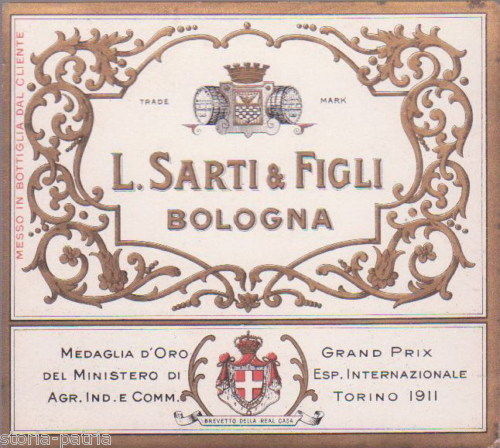 MESSO IN BOTTIGLIA DAL CLIENTE
TRADE MARK
L. SARTI & FIGLI
BOLOGNA
MEDAGLIA D'ORO
DEL MINISTERO DI
AGR. IND. E COMM.
GRAND PRIX
ESP. INTERNAZIONALE
TORINO 1911
BREVETTO DELLA REAL CASA
storia-patria